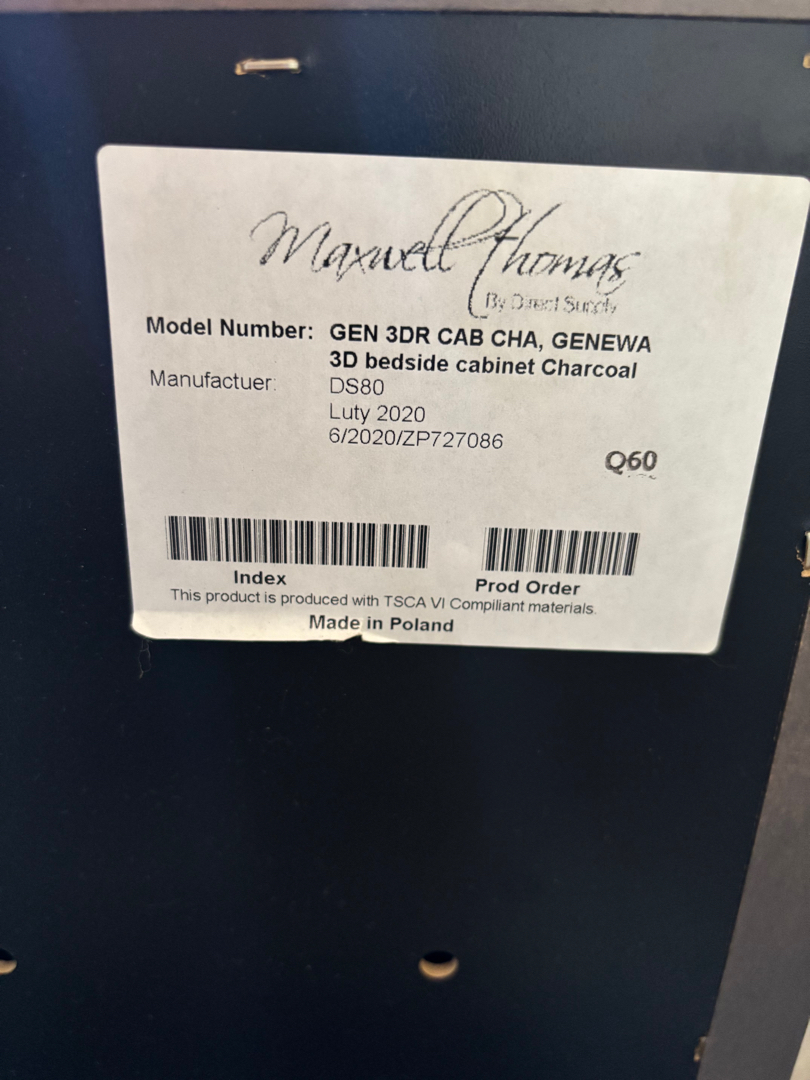 Maxwell Thomas
By Direct Supply
Model Number: GEN 3DR CAB CHA, GENEWA
3D bedside cabinet Charcoal
Manufactuer: DS80
Luty 2020
6/2020/ZP727086
Q60
Index
Prod Order
This product is produced with TSCA VI Compiliant materials.
Made in Poland